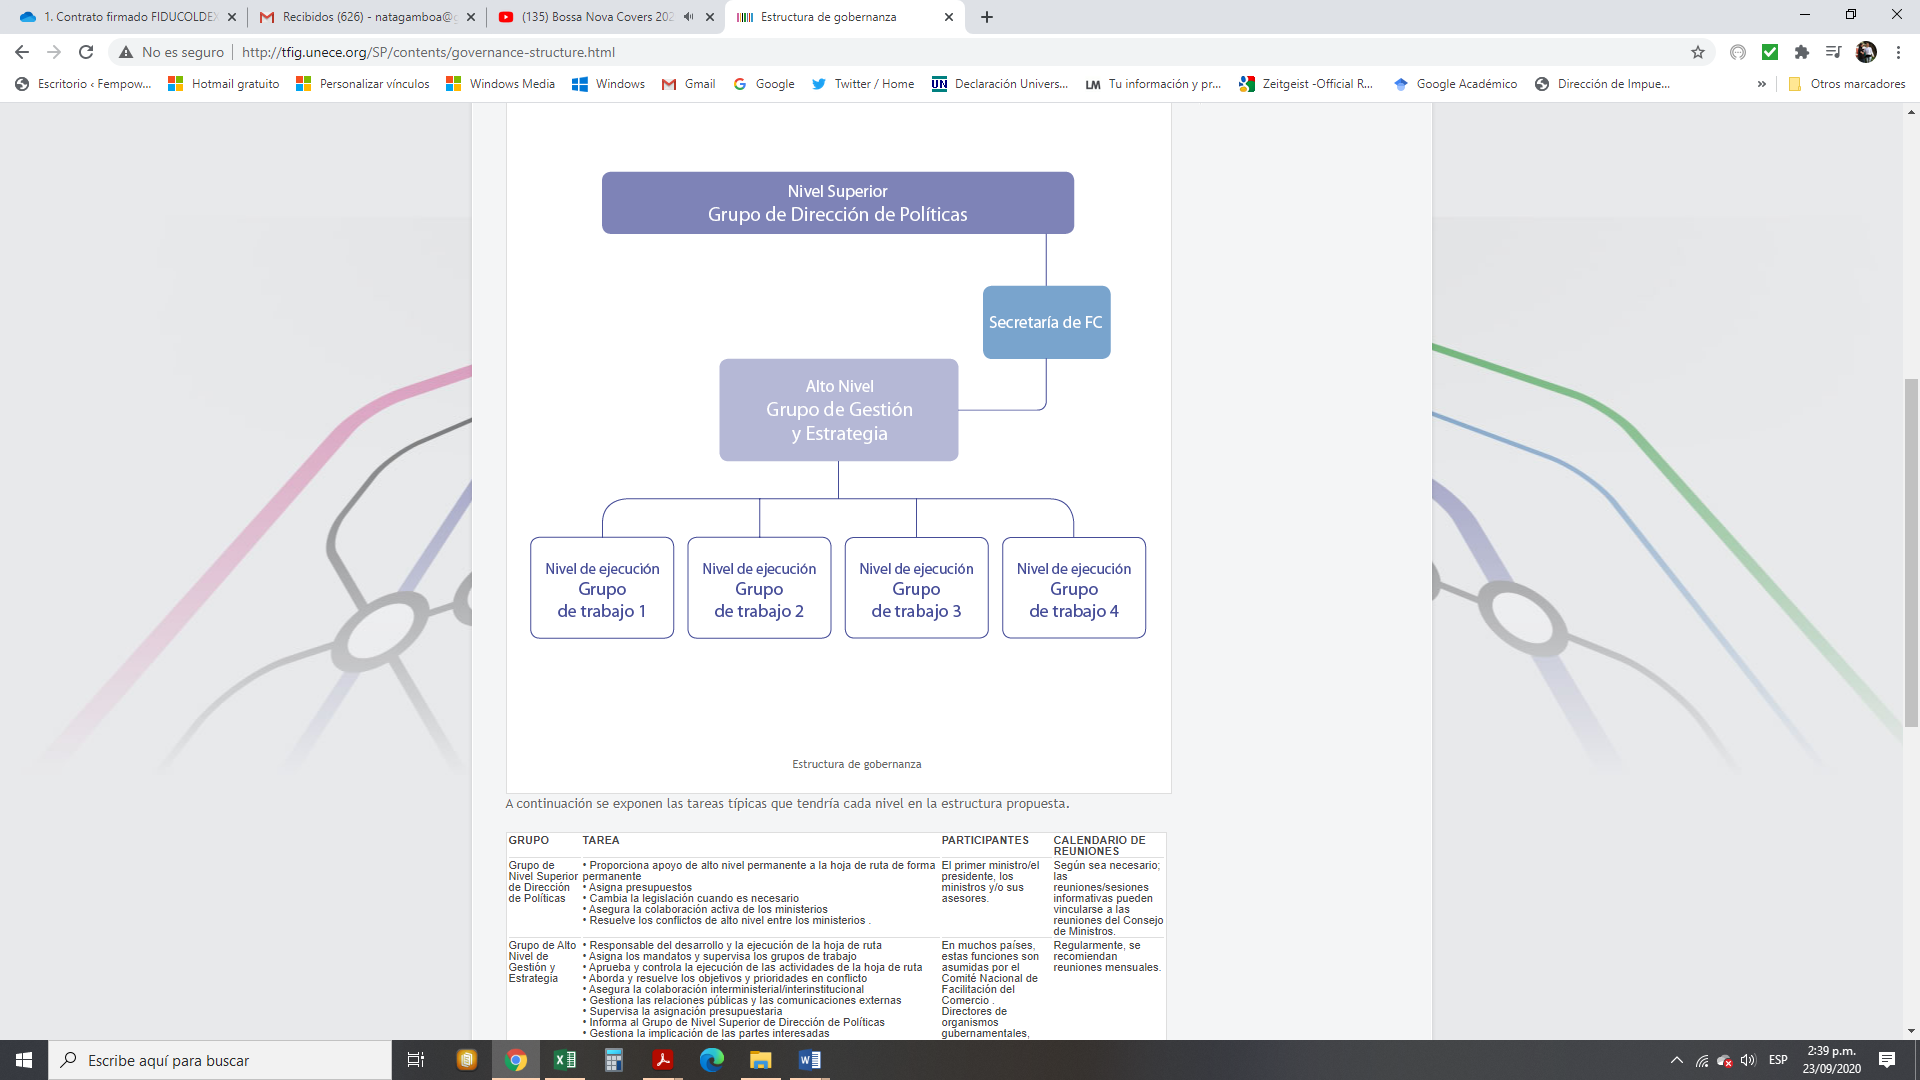 1. Contrato firmado FIDUCOLDEX
Recibidos (626) - natagamboa@g
(135) Bossa Nova Covers 202
Estructura de gobernanza
No es seguro
http://tfig.unece.org/SP/contents/governance-structure.html
Escritorio ‹ Fempow...
Hotmail gratuito
Personalizar vínculos
Windows Media
Windows
Gmail
Google
Twitter / Home
UN
Declaración Univers...
LM
Tu información y pr...
Zeitgeist -Official R...
Google Académico
Dirección de Impue...
»
Otros marcadores
Nivel Superior
Grupo de Dirección de Políticas
Secretaría de FC
Alto Nivel
Grupo de Gestión
y Estrategia
Nivel de ejecución
Grupo
de trabajo 1
Nivel de ejecución
Grupo
de trabajo 2
Nivel de ejecución
Grupo
de trabajo 3
Nivel de ejecución
Grupo
de trabajo 4
Estructura de gobernanza
A continuación se exponen las tareas típicas que tendría cada nivel en la estructura propuesta.
GRUPO
TAREA
PARTICIPANTES
CALENDARIO DE
REUNIONES
Grupo de
Nivel Superior
de Dirección
de Políticas
• Proporciona apoyo de alto nivel permanente a la hoja de ruta de forma
permanente
• Asigna presupuestos
• Cambia la legislación cuando es necesario
• Asegura la colaboración activa de los ministerios
• Resuelve los conflictos de alto nivel entre los ministerios .
El primer ministro/el
presidente, los
ministros y/o sus
asesores.
Según sea necesario;
las
reuniones/sesiones
informativas pueden
vincularse a las
reuniones del Consejo
de Ministros.
Grupo de Alto
Nivel de
Gestión y
Estrategia
• Responsable del desarrollo y la ejecución de la hoja de ruta
• Asigna los mandatos y supervisa los grupos de trabajo
• Aprueba y controla la ejecución de las actividades de la hoja de ruta
• Aborda y resuelve los objetivos y prioridades en conflicto
• Asegura la colaboración interministerial/interinstitucional
• Gestiona las relaciones públicas y las comunicaciones externas
• Supervisa la asignación presupuestaria
• Informa al Grupo de Nivel Superior de Dirección de Políticas
• Gestiona la implicación de las partes interesadas
En muchos países,
estas funciones son
asumidas por el
Comité Nacional de
Facilitación del
Comercio .
Directores de
organismos
gubernamentales,
Regularmente, se
recomiendan
reuniones mensuales.
Escribe aquí para buscar
ESP
2:39 p.m.
23/09/2020